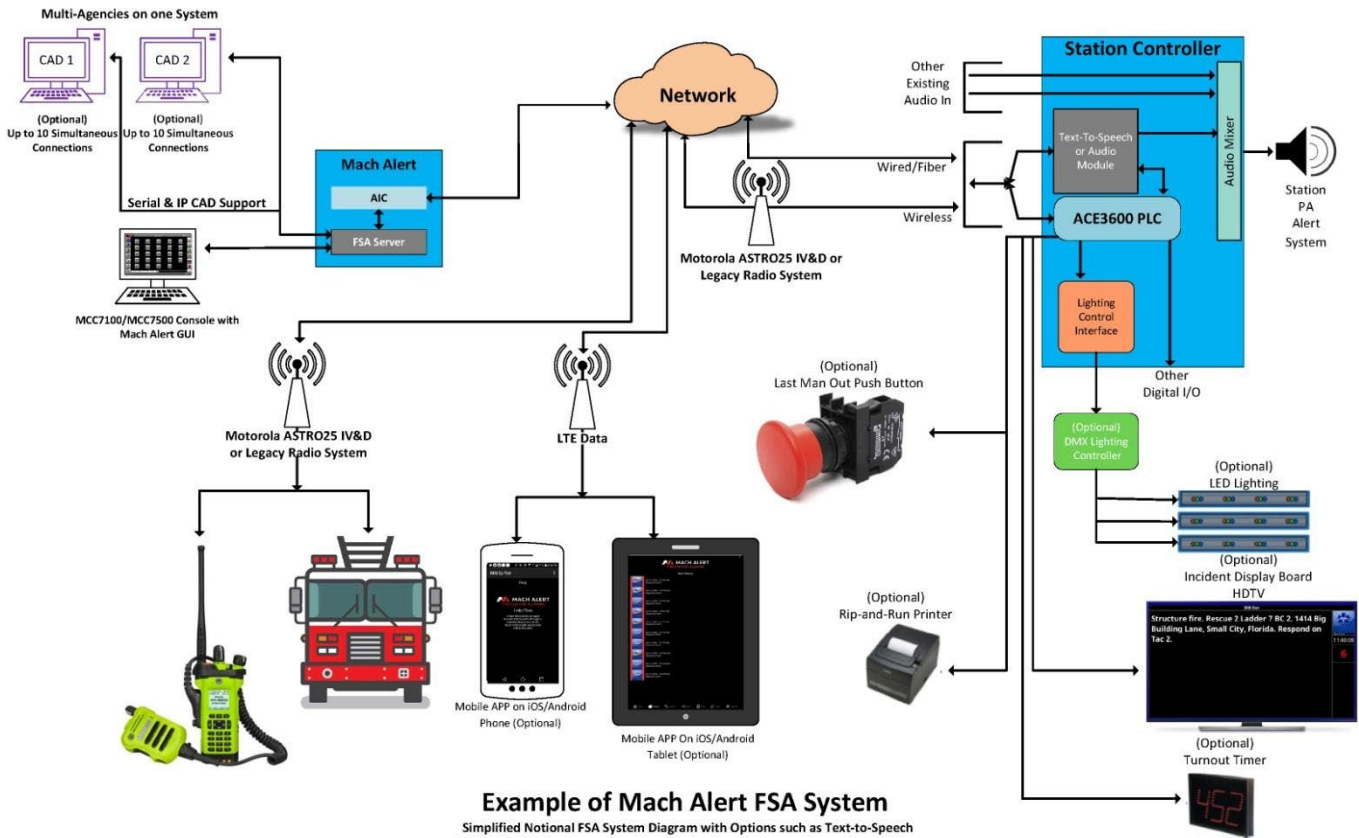 Multi-Agencies on one System
CAD 1
CAD 2
(Optional)
Up to 10 Simultaneous
Connections
(Optional)
Up to 10 Simultaneous
Connections
Serial & IP CAD Support
MCC7100/MCC7500 Console with
Mach Alert GUI
Mach Alert
AIC
FSA Server
Network
Motorola ASTRO25 IV&D or
Legacy Radio System
Wired/Fiber
Wireless
Other
Existing
Audio In
Station Controller
Text-To-Speech
or Audio
Module
ACE3600 PLC
Audio Mixer
Lighting
Control
Interface
Other
Digital I/O
Station
PA
Alert
System
(Optional)
DMX Lighting
Controller
(Optional)
LED Lighting
(Optional)
Incident Display Board
HDTV
Structure fire. Rescue 2 Ladder 7 BC 2. 1414 Big
Building Lane, Small City, Florida. Respond on
Tac 2.
6
(Optional)
Turnout Timer
452
(Optional)
Last Man Out Push Button
(Optional)
Rip-and-Run Printer
Motorola ASTRO25 IV&D
or Legacy Radio System
LTE Data
MACH ALERT
MACH ALERT
Mobile APP on iOS/Android
Phone (Optional)
Mobile APP On iOS/Android
Tablet (Optional)
Example of Mach Alert FSA System
Simplified Notional FSA System Diagram with Options such as Text-to-Speech